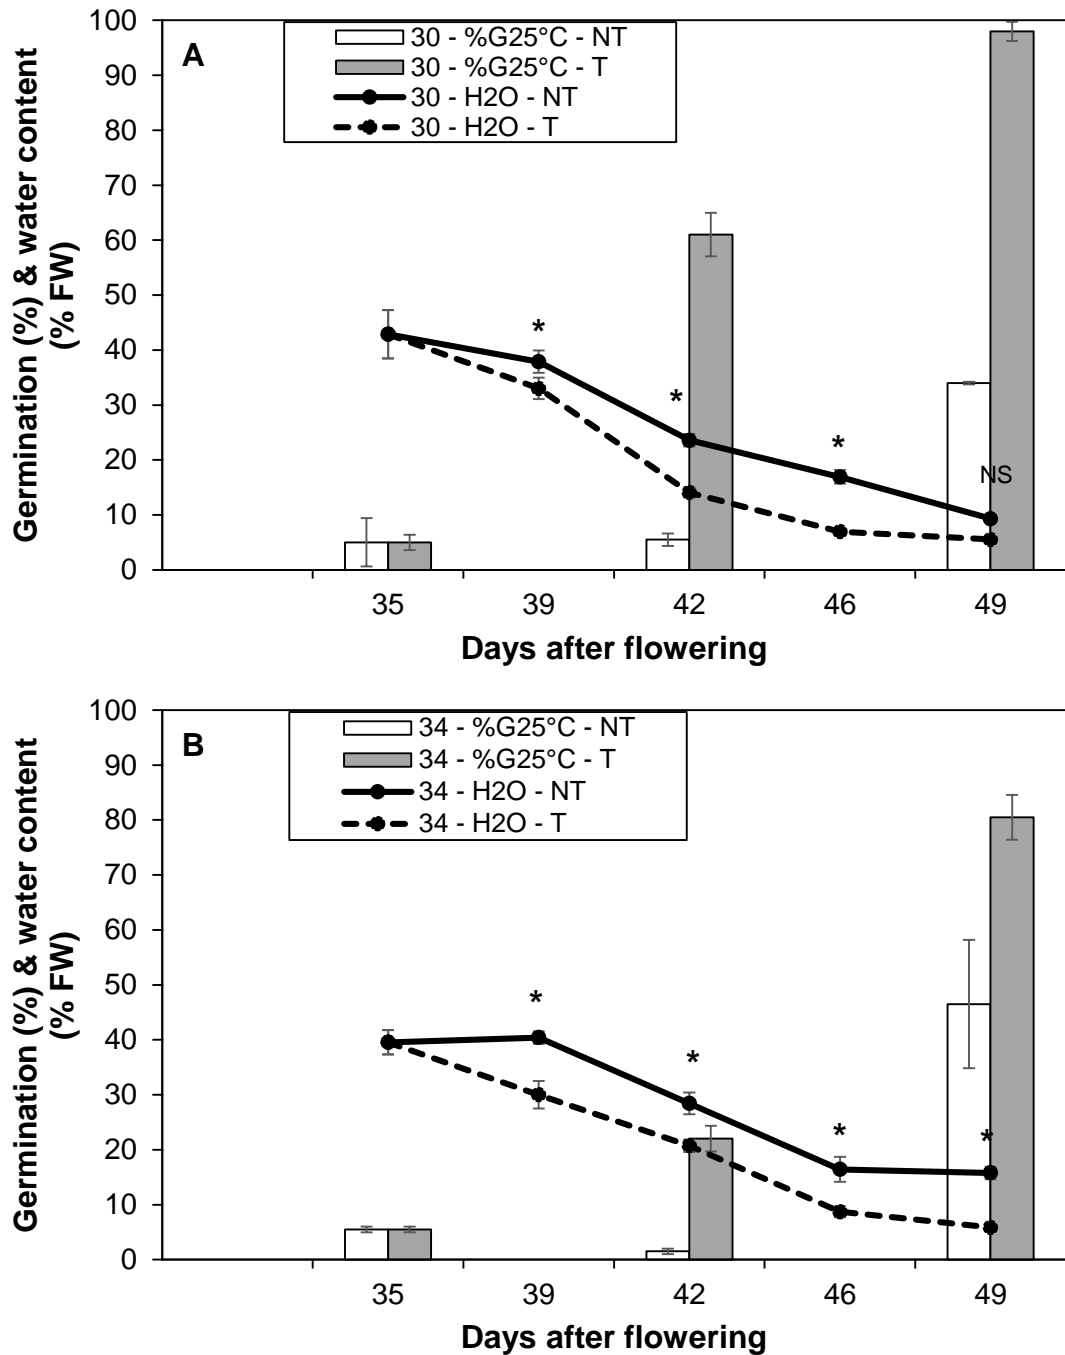 A
30 - %G25°C - NT
30 - %G25°C - T
30 - H2O - NT
30 - H2O - T
Germination (%) & water content
(% FW)
100
90
80
70
60
50
40
30
20
10
0
*
*
*
NS
35 39 42 46 49
Days after flowering
B
34 - %G25°C - NT
34 - %G25°C - T
34 - H2O - NT
34 - H2O - T
Germination (%) & water content
(% FW)
100
90
80
70
60
50
40
30
20
10
0
*
*
*
*
35 39 42 46 49
Days after flowering